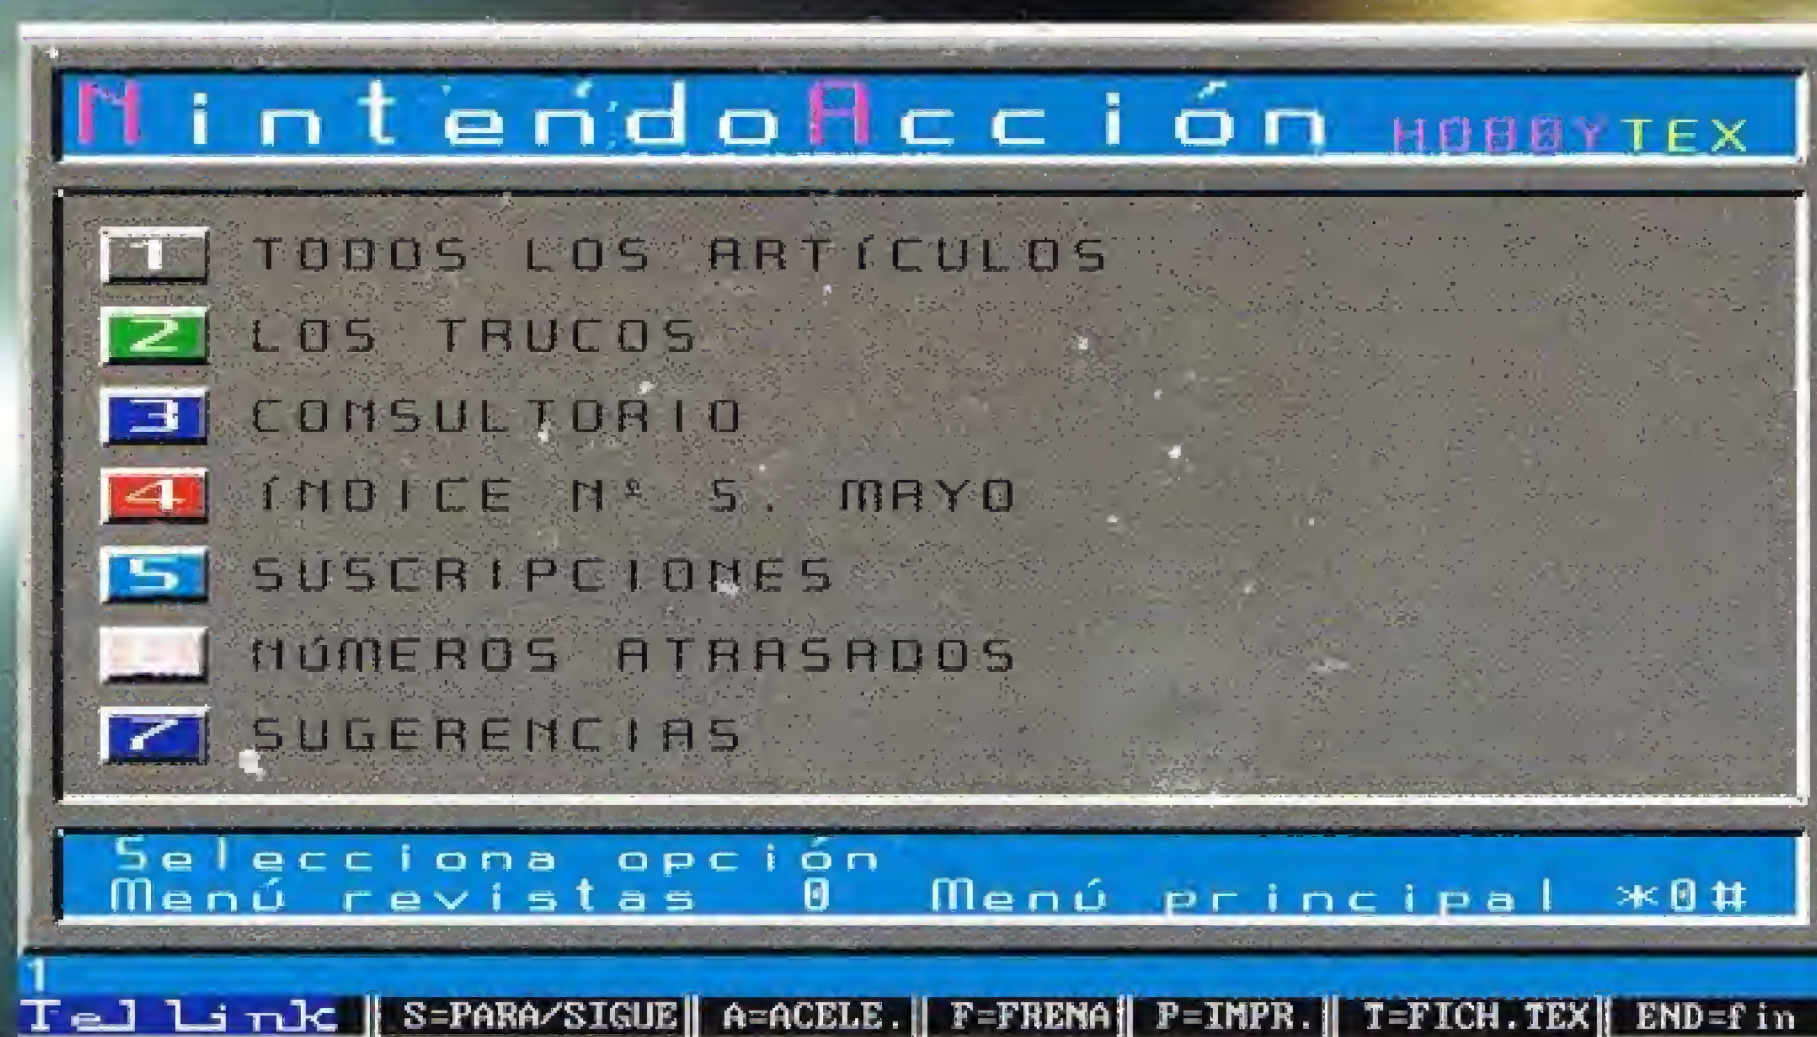 NintendoAcción HOBBYTEX
1 TODOS LOS ARTÍCULOS
2 LOS TRUCOS
3 CONSULTORIO
4 ÍNDICE Nº 5. MAYO
5 SUSCRIPCIONES
NÚMEROS ATRASADOS
7 SUGERENCIAS
Selecciona opción
Menú revistas 0 Menú principal *0#
1
Tel link S=PARA/SIGUE A=ACELE. F=FRENA P=IMPR. T=FICH.TEX END=fin